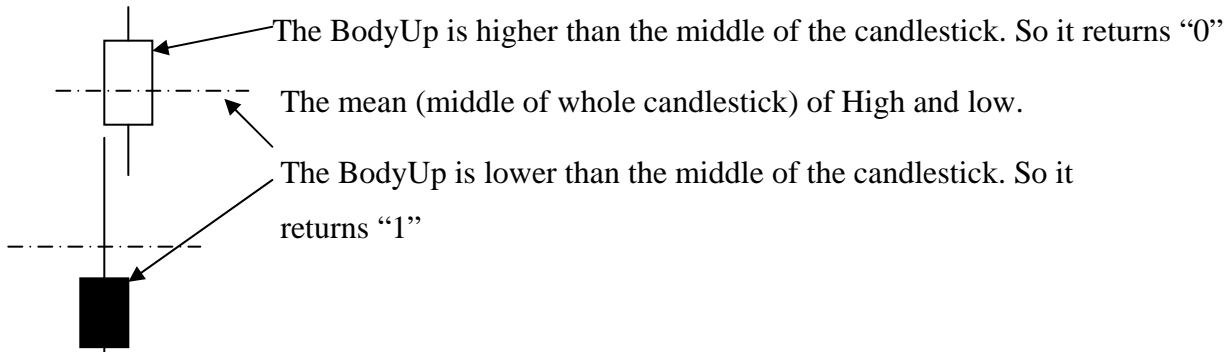 The BodyUp is higher than the middle of the candlestick. So it returns “0”
The mean (middle of whole candlestick) of High and low.
The BodyUp is lower than the middle of the candlestick. So it
returns “1”